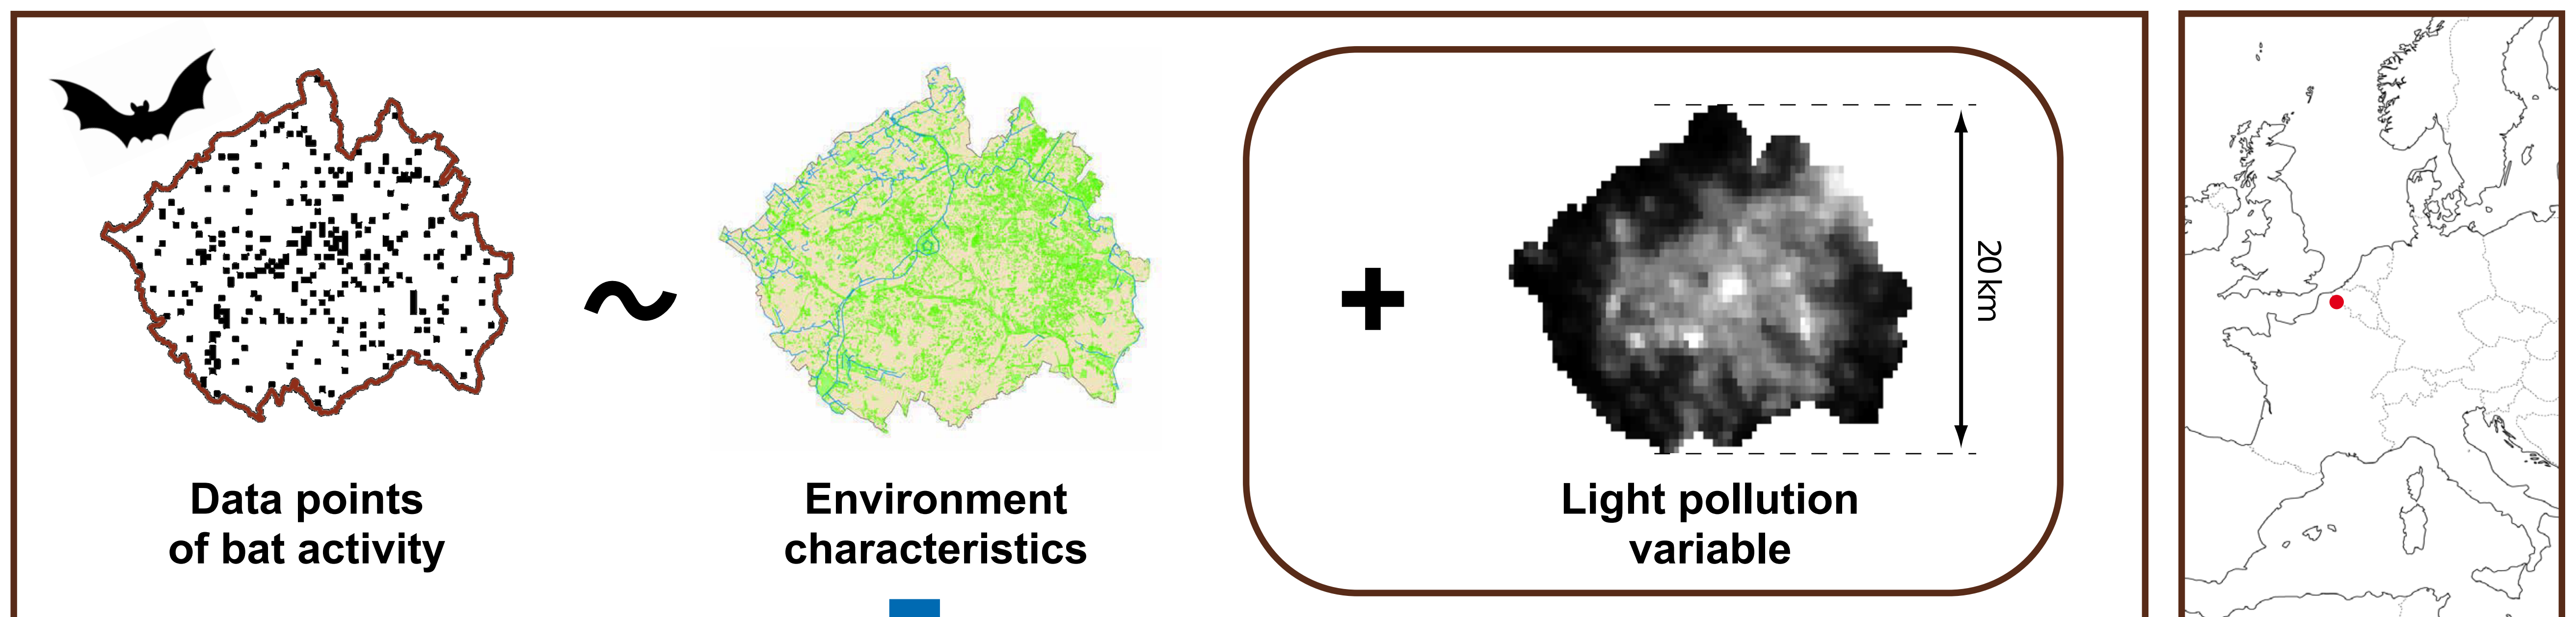 Data points
of bat activity
Environment
characteristics
Light pollution
variable
20 km